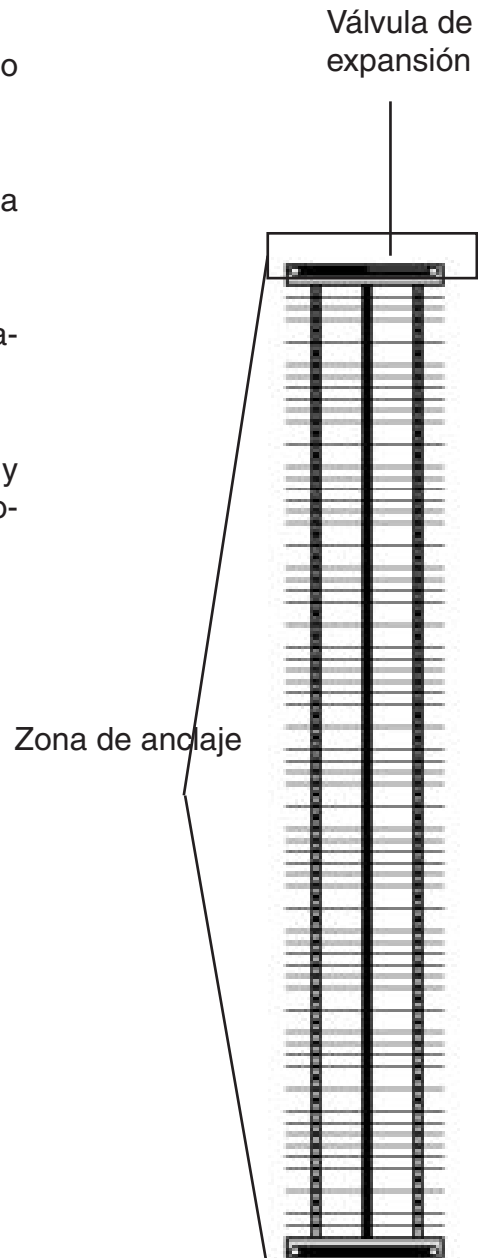 Válvula de
expansión
o
a
a-
y
o-
Zona de anclaje